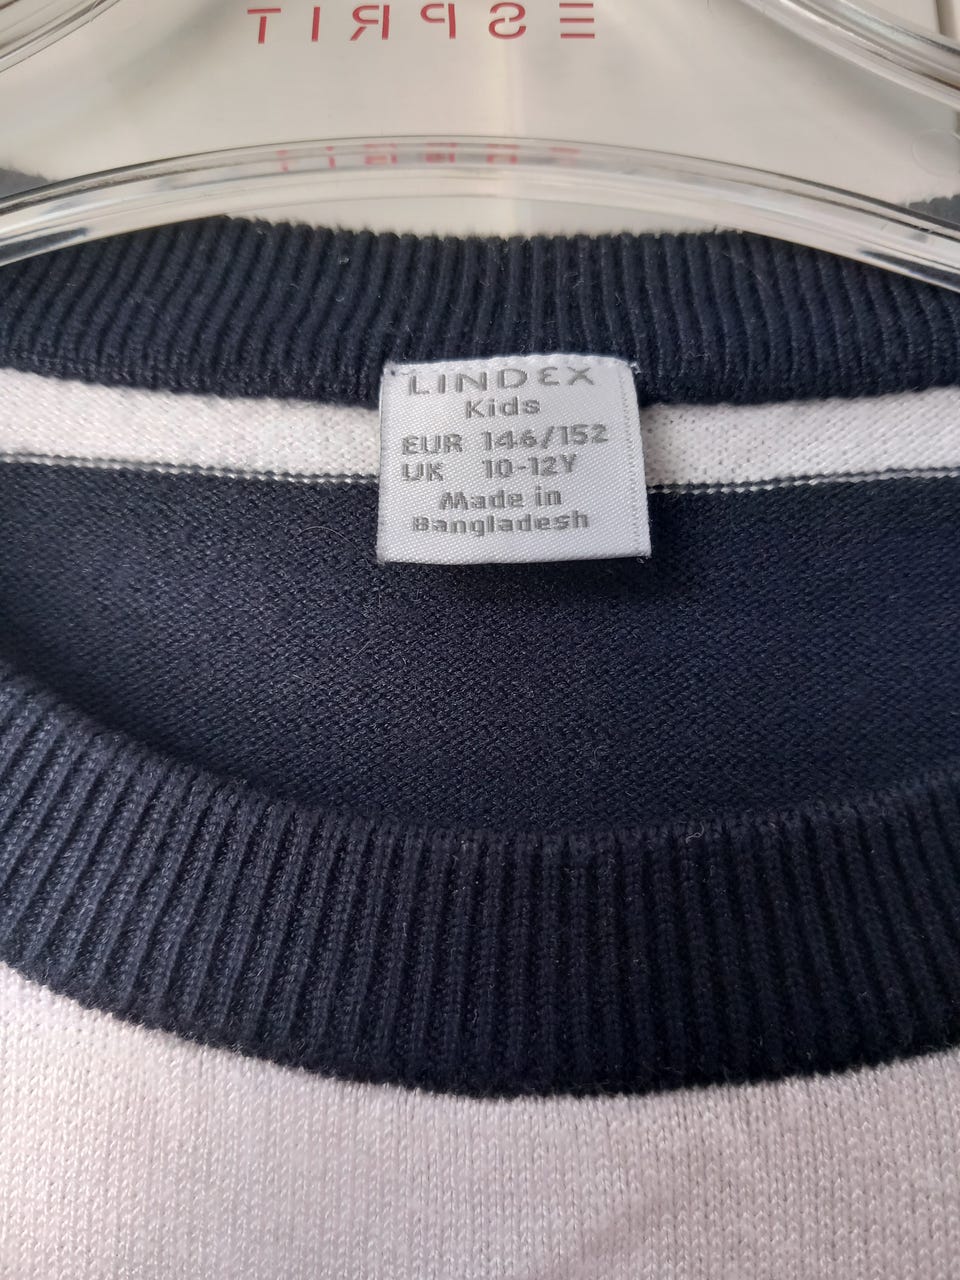 ESPRIT
LINDEX
Kids
EUR 146/152
UK 10-12Y
Made in
Bangladesh